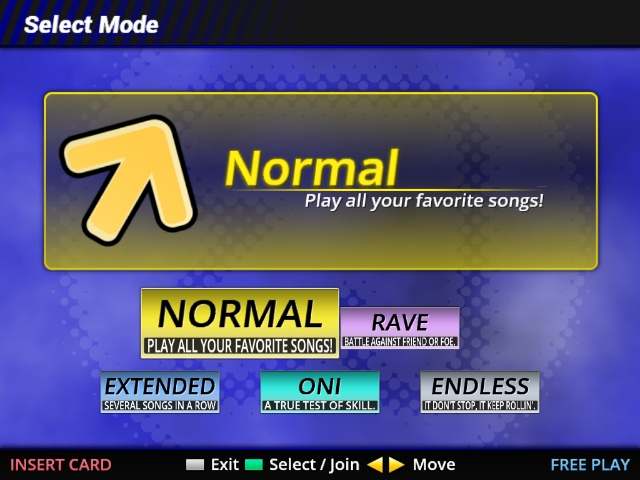 Select Mode
Normal
Play all your favorite songs!
NORMAL
PLAY ALL YOUR FAVORITE SONGS!
RAVE
BATTLE AGAINST FRIEND OR FOE.
EXTENDED
SEVERAL SONGS IN A ROW
ONI
A TRUE TEST OF SKILL.
ENDLESS
IT DON'T STOP. IT KEEP ROLLIN'.
INSERT CARD
Exit Select / Join Move
FREE PLAY